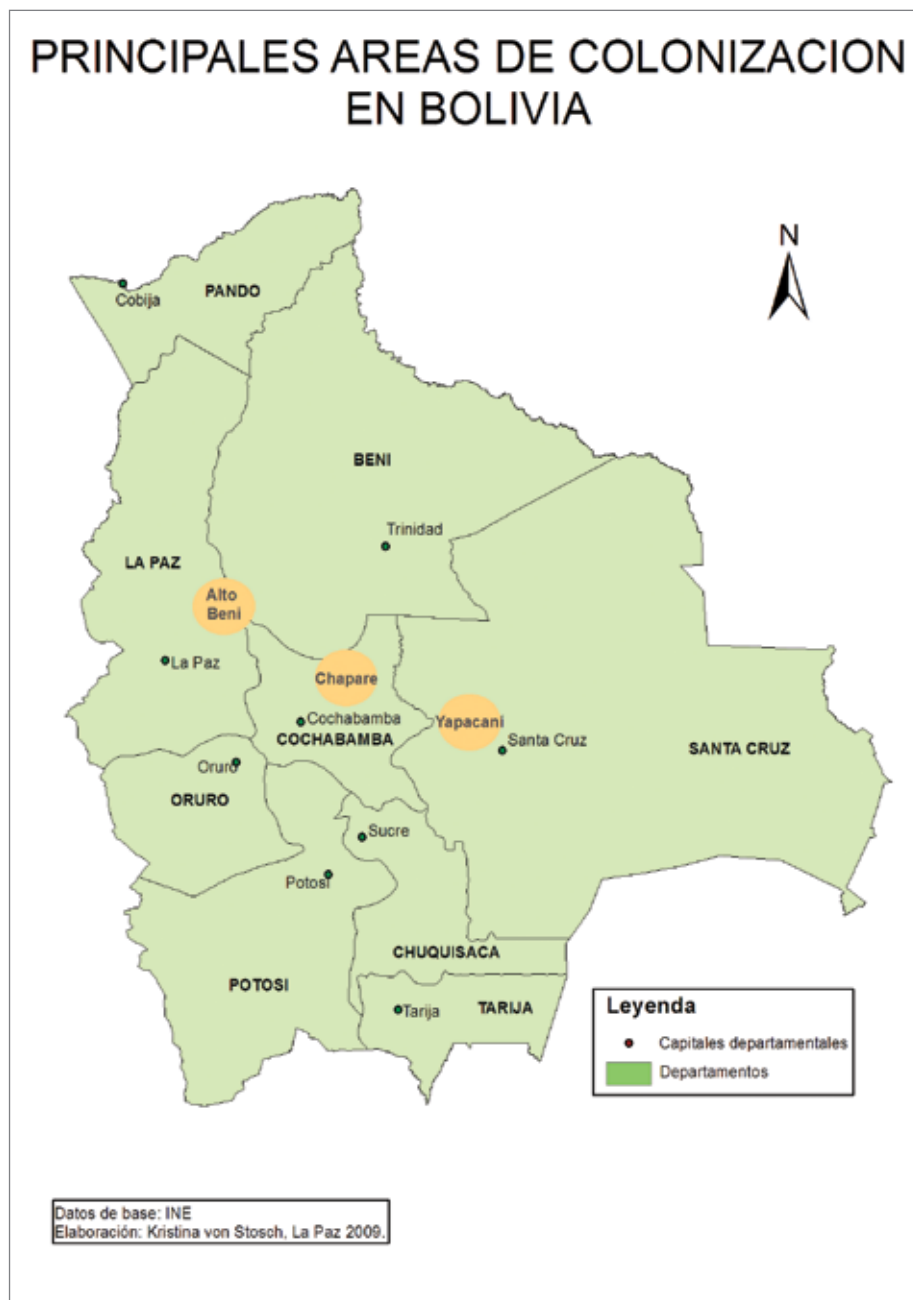 PRINCIPALES AREAS DE COLONIZACION
EN BOLIVIA
N
Cobija
PANDO
BENI
Trinidad
LA PAZ
Alto
Beni
La Paz
Chapare
Cochabamba
COCHABAMBA
Yapacani
Santa Cruz
SANTA CRUZ
Oruro
ORURO
Sucre
Potosi
CHUQUISACA
POTOSI
Tarija
TARIJA
Leyenda
Capitales departamentales
Departamentos
Datos de base: INE
Elaboración: Kristina von Stosch, La Paz 2009.